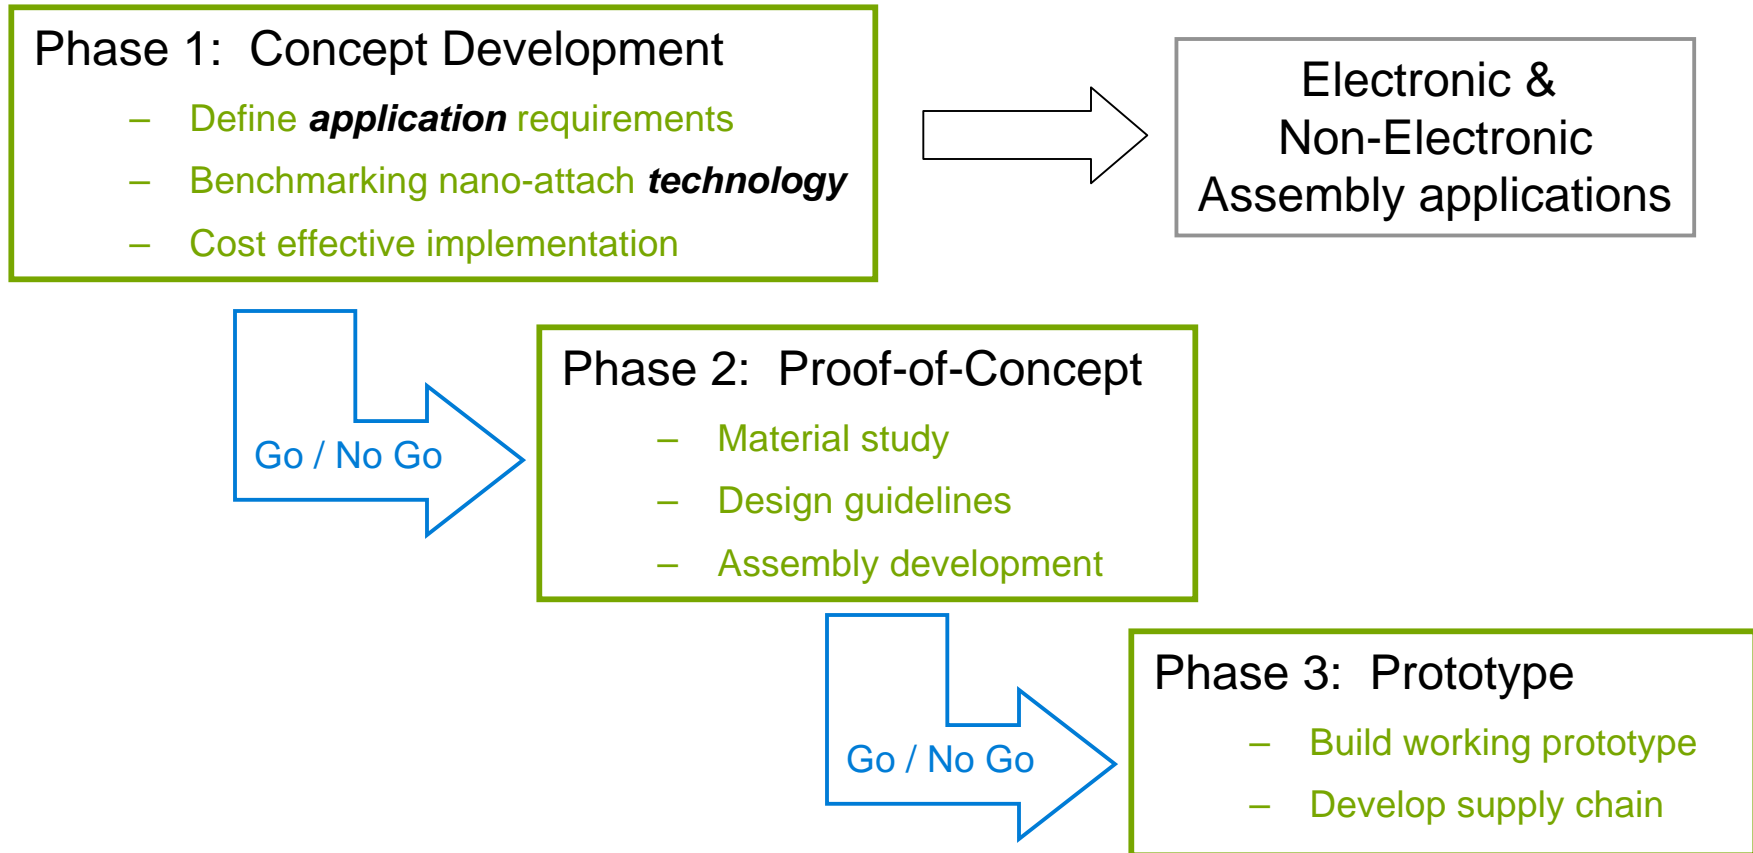 Phase 1: Concept Development
– Define application requirements
– Benchmarking nano-attach technology
– Cost effective implementation
Electronic &
Non-Electronic
Assembly applications
Go / No Go
Phase 2: Proof-of-Concept
– Material study
– Design guidelines
– Assembly development
Go / No Go
Phase 3: Prototype
– Build working prototype
– Develop supply chain